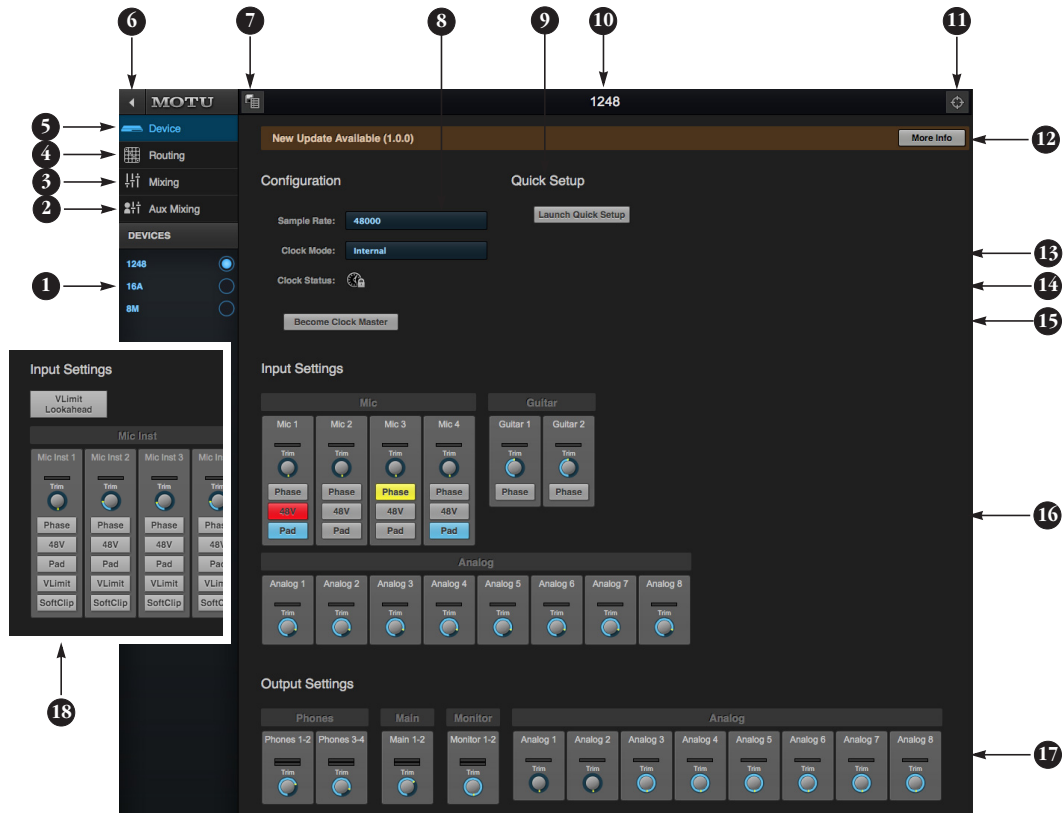 6 7 8 9 10 11
MOTU 1248
5 Device
New Update Available (1.0.0) More Info 12
4 Routing
3 Mixing
Configuration Quick Setup
2 Aux Mixing
Sample Rate: 48000 Launch Quick Setup
DEVICES
Clock Mode: Internal 13
1248
Clock Status: 14
1 16A
8M
Become Clock Master 15
Input Settings
VLimit Lookahead
Mic Inst
Mic Inst 1 Mic Inst 2 Mic Inst 3 Mic In
Trim Trim Trim Trim
Phase Phase Phase Phas
48V 48V 48V 48V
Pad Pad Pad Pad
VLimit VLimit VLimit VLim
SoftClip SoftClip SoftClip SoftC
18
Input Settings
Mic Guitar
Mic 1 Mic 2 Mic 3 Mic 4 Guitar 1 Guitar 2
Trim Trim Trim Trim Trim Trim
Phase Phase Phase Phase Phase Phase
48V 48V 48V 48V
Pad Pad Pad Pad
16
Analog
Analog 1 Analog 2 Analog 3 Analog 4 Analog 5 Analog 6 Analog 7 Analog 8
Trim Trim Trim Trim Trim Trim Trim Trim
Output Settings
Phones Main Monitor Analog
Phones 1-2 Phones 3-4 Main 1-2 Monitor 1-2 Analog 1 Analog 2 Analog 3 Analog 4 Analog 5 Analog 6 Analog 7 Analog 8
17
Trim Trim Trim Trim Trim Trim Trim Trim Trim Trim Trim Trim